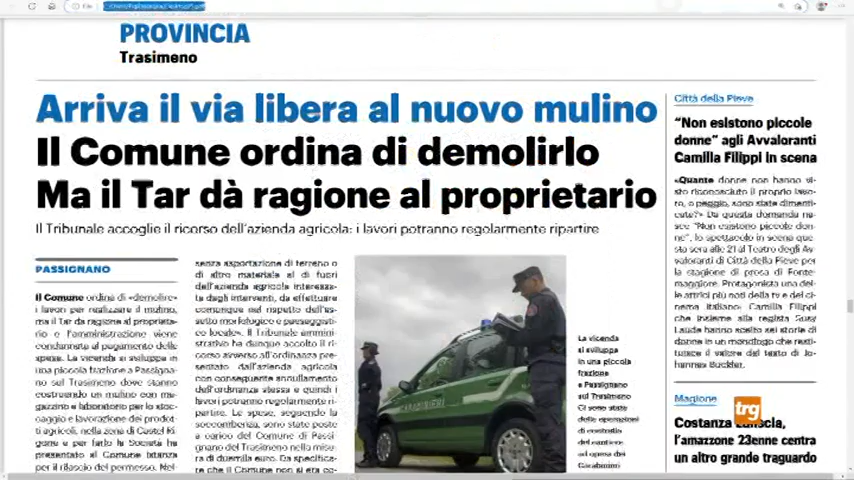 PROVINCIA
Trasimeno
Arriva il via libera al nuovo mulino
Il Comune ordina di demolirlo
Ma il Tar dà ragione al proprietario
Il Tribunale accoglie il ricorso dell'azienda agricola: i lavori potranno regolarmente ripartire
PASSIGNANO
Il Comune ordina di «demolire»
i lavori per realizzare il mulino,
ma il Tar dà ragione al proprieta-
rio e l'amministrazione viene
condannata al pagamento delle
spese. La vicenda si sviluppa in
una piccola frazione a Passigna-
no sul Trasimeno dove stanno
costruendo un mulino con ma-
gazzino e laboratorio per lo stoc-
caggio e lavorazione dei prodot-
ti agricoli, nella zona di Castel Ri-
gone e per farlo la Società ha
presentato al Comune istanza
per il rilascio del permesso. Nel-
senza asportazione di terreno o
di altro materiale al di fuori
dell'azienda agricola interessa-
ta dagli interventi, da effettuare
comunque nel rispetto dell'as-
setto morfologico e paesaggisti-
co locale». Il Tribunale ammini-
strativo ha dunque accolto il ri-
corso avverso all'ordinanza pre-
sentato dall'azienda agricola
con conseguente annullamento
dell'ordinanza stessa e quindi i
lavori potranno regolarmente ri-
partire. Le spese, seguendo la
soccombenza, sono state poste
a carico del Comune di Passi-
gnano del Trasimeno nella misu-
ra di duemila euro. Da specifica-
re che il Comune non si era co-
CARABINIERI
La vicenda
si sviluppa
in una piccola
frazione
a Passignano
sul Trasimeno
Ci sono state
delle operazioni
di custodia
del cantiere
ad opera dei
Carabinieri
Città della Pieve
"Non esistono piccole
donne" agli Avvaloranti
Camilla Filippi in scena
«Quante donne non hanno vi-
sto riconosciuto il proprio lavo-
ro, o peggio, sono state dimenti-
cate?» Da questa domanda na-
sce "Non esistono piccole don-
ne", lo spettacolo in scena que-
sta sera alle 21 al Teatro degli Av-
valoranti di Città della Pieve per
la stagione di prosa di Fonte-
maggiore. Protagonista una del-
le attrici più noti della tv e del ci-
nema italiano: Camilla Filippi
che insieme alla regista Susy
Laude hanno scelto sei storie di
donne in un monologo che resti-
tuisce il valore del testo di Jo-
hannes Bückler.
Magione
trg
Costanza
l'amazzone 23enne centra
un altro grande traguardo